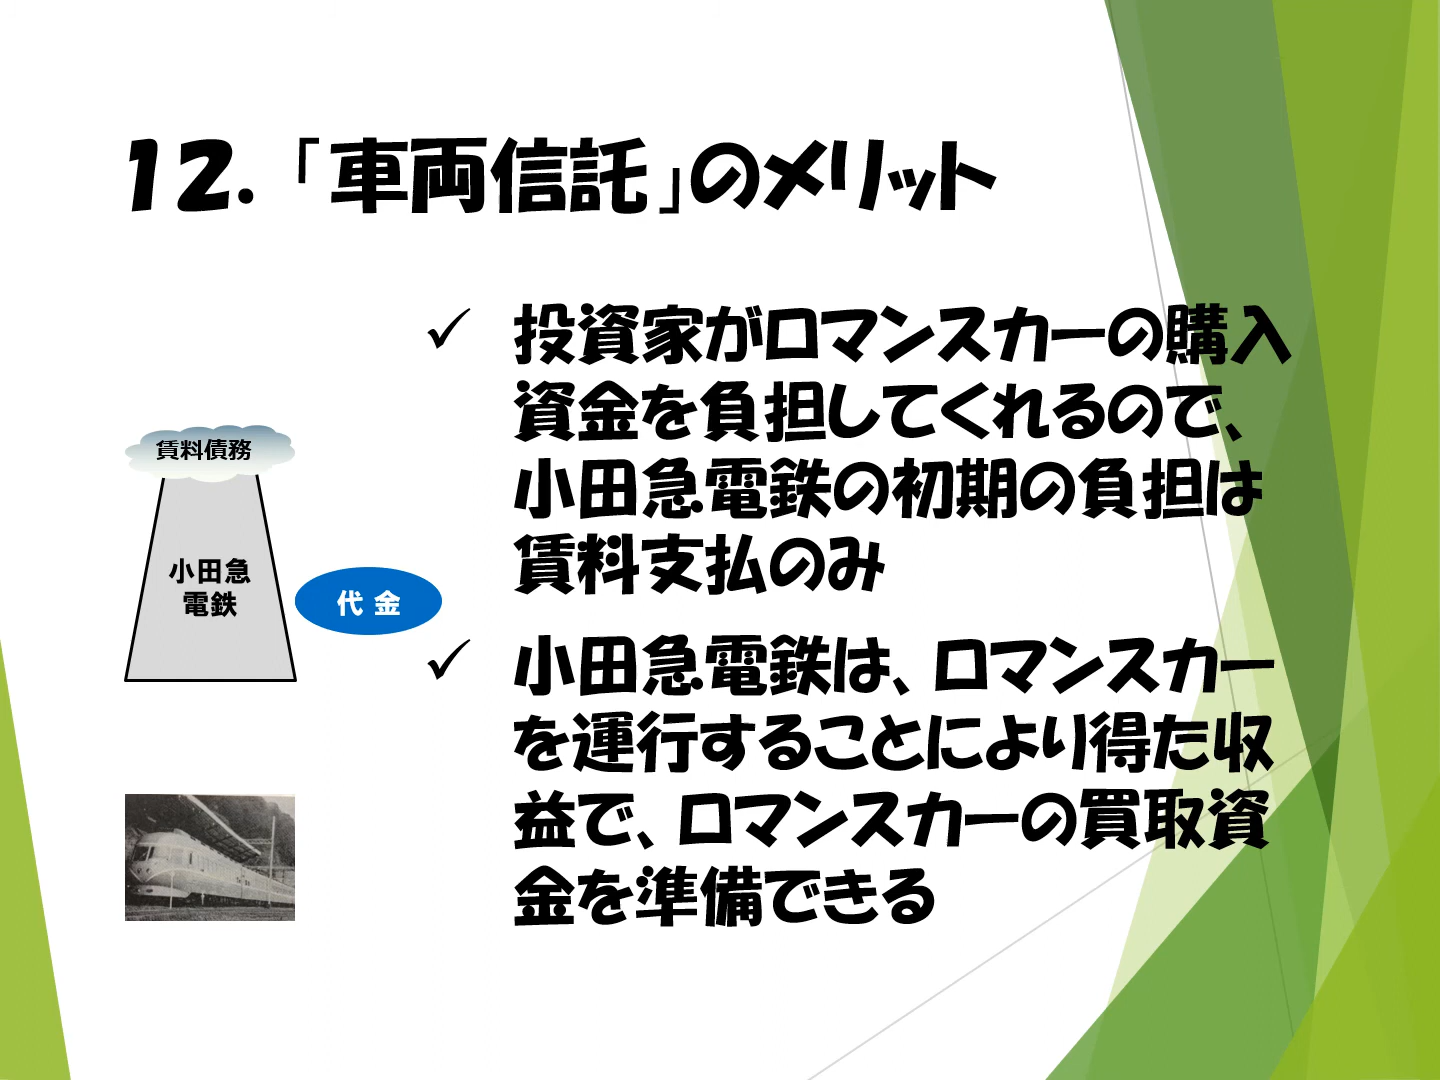 12.「車両信託」のメリット
✓ 投資家がロマンスカーの購入
資金を負担してくれるので、
小田急電鉄の初期の負担は
賃料支払のみ
✓ 小田急電鉄は、ロマンスカー
を運行することにより得た収
益で、ロマンスカーの買取資
金を準備できる
賃料債務
小田急
電鉄
代 金